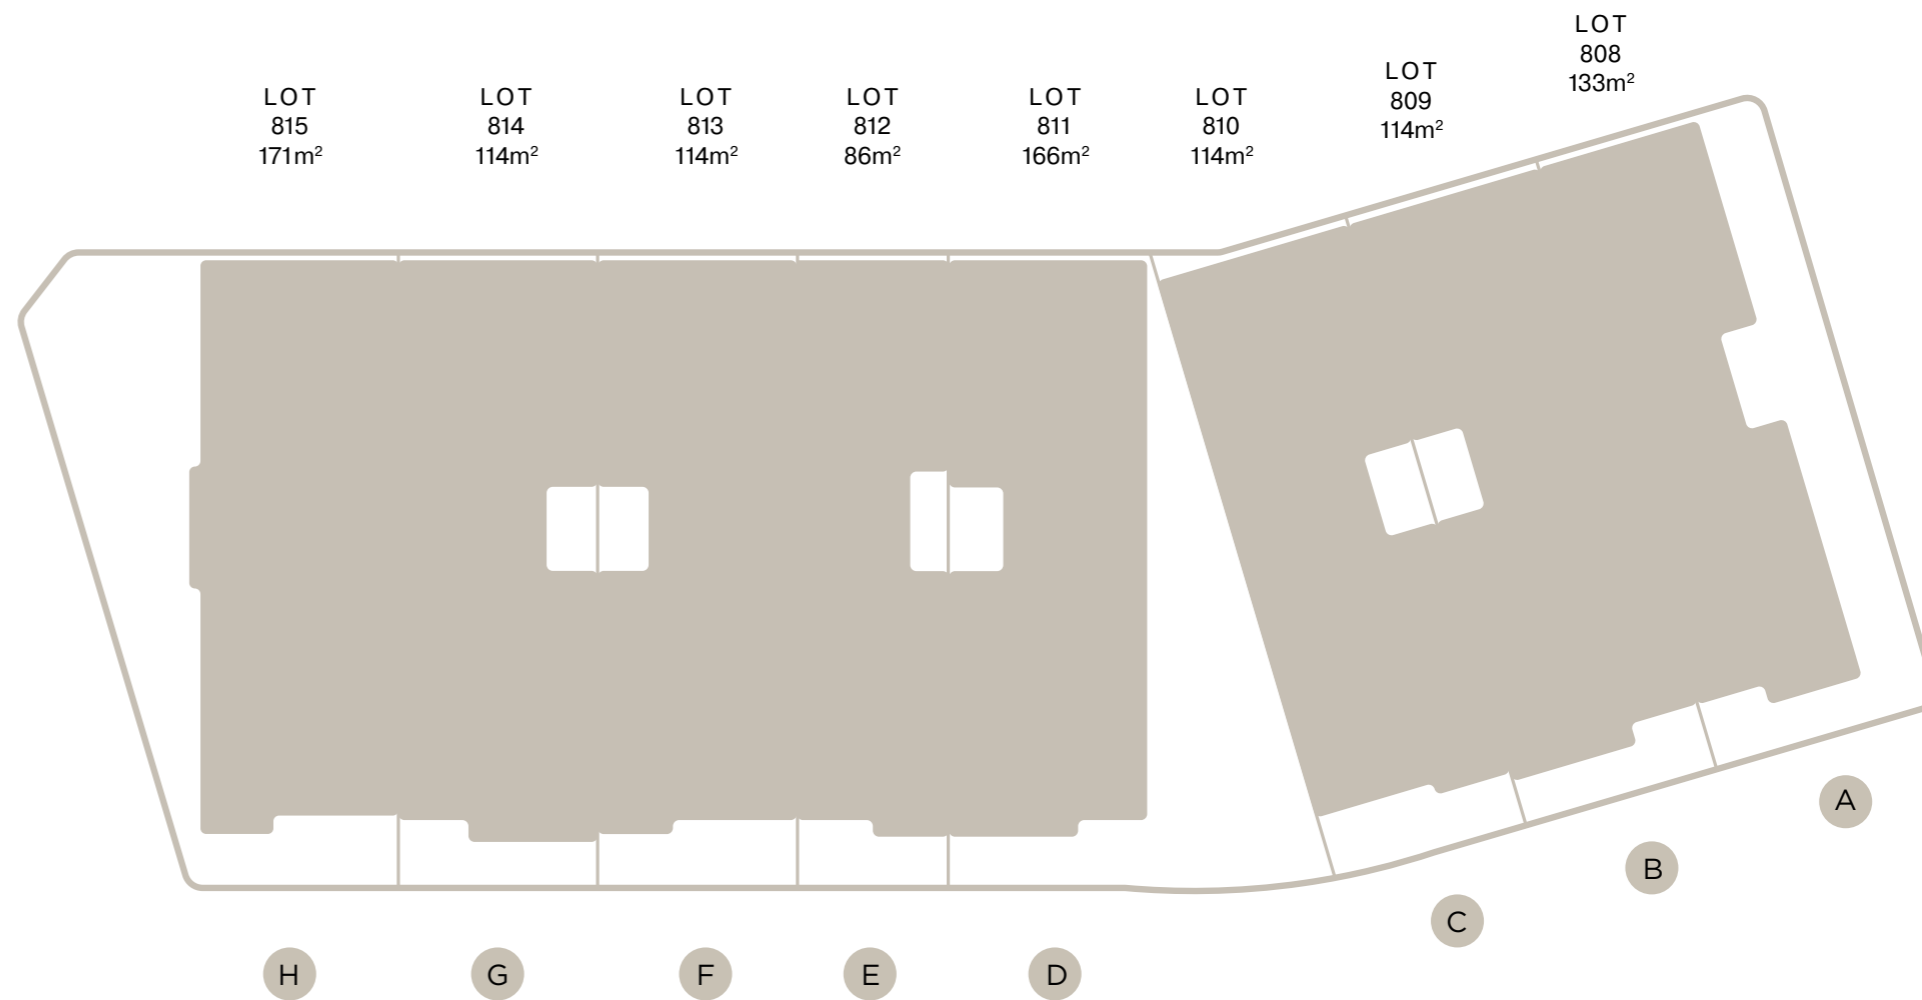 LOT
815
171m²
LOT
814
114m²
LOT
813
114m²
LOT
812
86m²
LOT
811
166m²
LOT
810
114m²
LOT
809
114m²
LOT
808
133m²
H
G
F
E
D
C
B
A